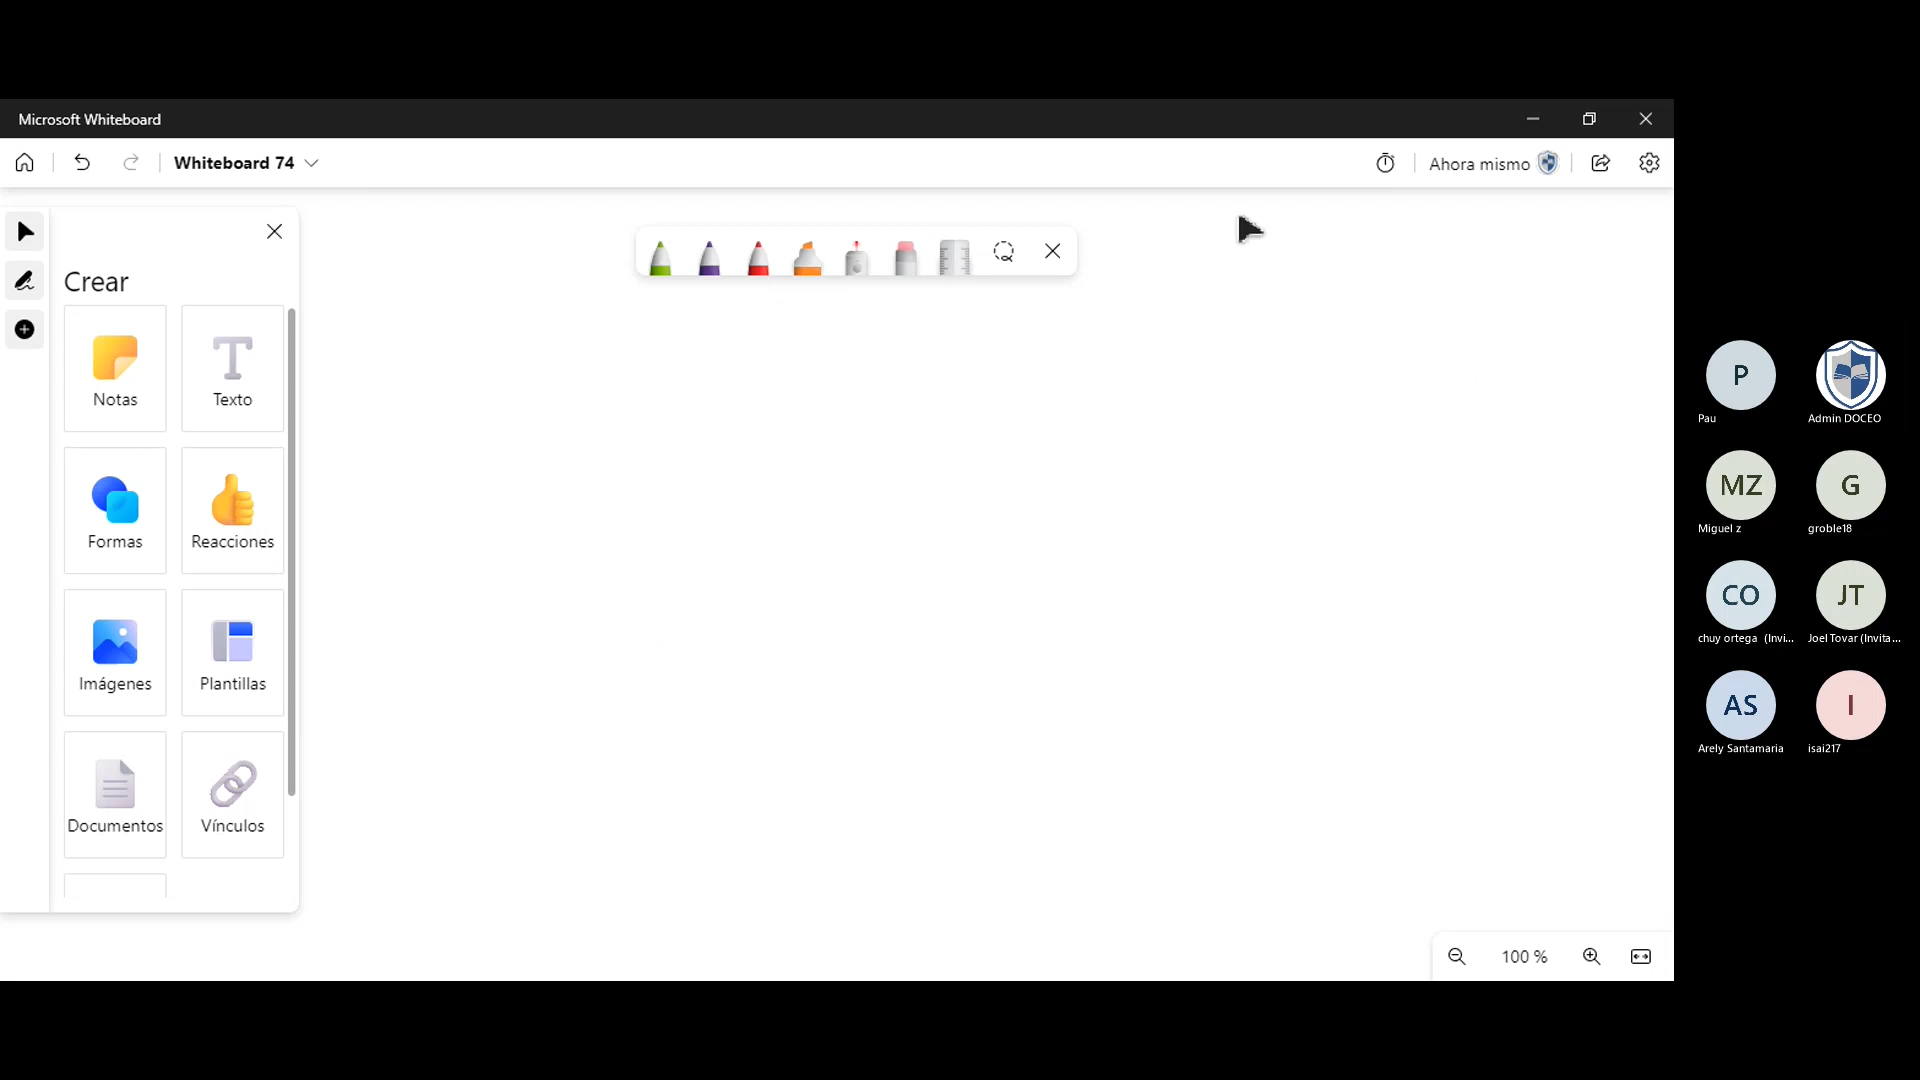 Microsoft Whiteboard
Whiteboard 74
Ahora mismo
Crear
Notas
Texto
Formas
Reacciones
Imágenes
Plantillas
Documentos
Vínculos
100 %
P
Pau
Admin DOCEO
MZ
Miguel z
G
groble18
CO
chuy ortega (Invi...
JT
Joel Tovar (Invita...
AS
Arely Santamaria
I
isai217